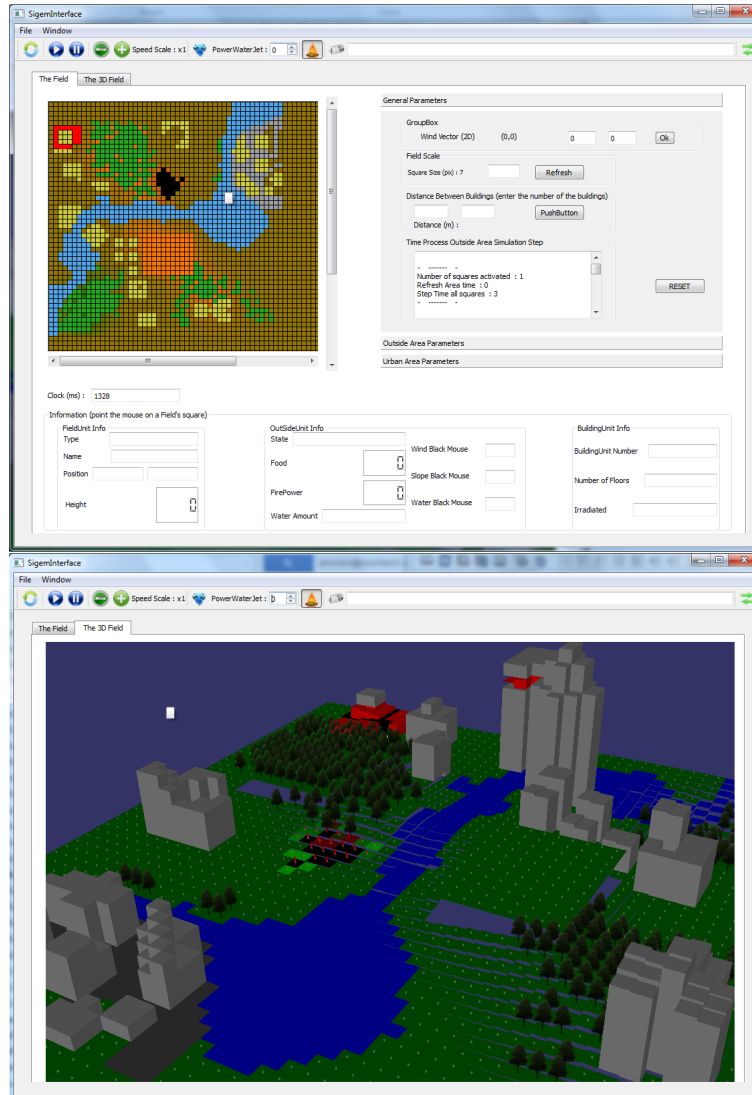 SigemInterface
File Window
Speed Scale : x1 PowerWaterJet : 0
The Field The 3D Field
General Parameters
GroupBox
Wind Vector (2D) (0,0) 0 0 Ok
Field Scale
Square Size (pix) : 7 Refresh
Distance Between Buildings (enter the number of the buildings)
PushButton
Distance (m) :
Time Process Outside Area Simulation Step
- ------- -
Number of squares activated : 1
Refresh Area time : 0
Step Time all squares : 3
- ------- -
RESET
Outside Area Parameters
Urban Area Parameters
Clock (ms) : 1328
Information (point the mouse on a Field's square)
FieldUnit Info OutSideUnit Info BuildingUnit Info
Type State
Wind Black Mouse BuildingUnit Number
Name Food 0
Position Slope Black Mouse Number of Floors
FirePower 0
Height 0 Water Black Mouse Irradiated
Water Amount
SigemInterface
File Window
Speed Scale : x1 PowerWaterJet : 0
The Field The 3D Field